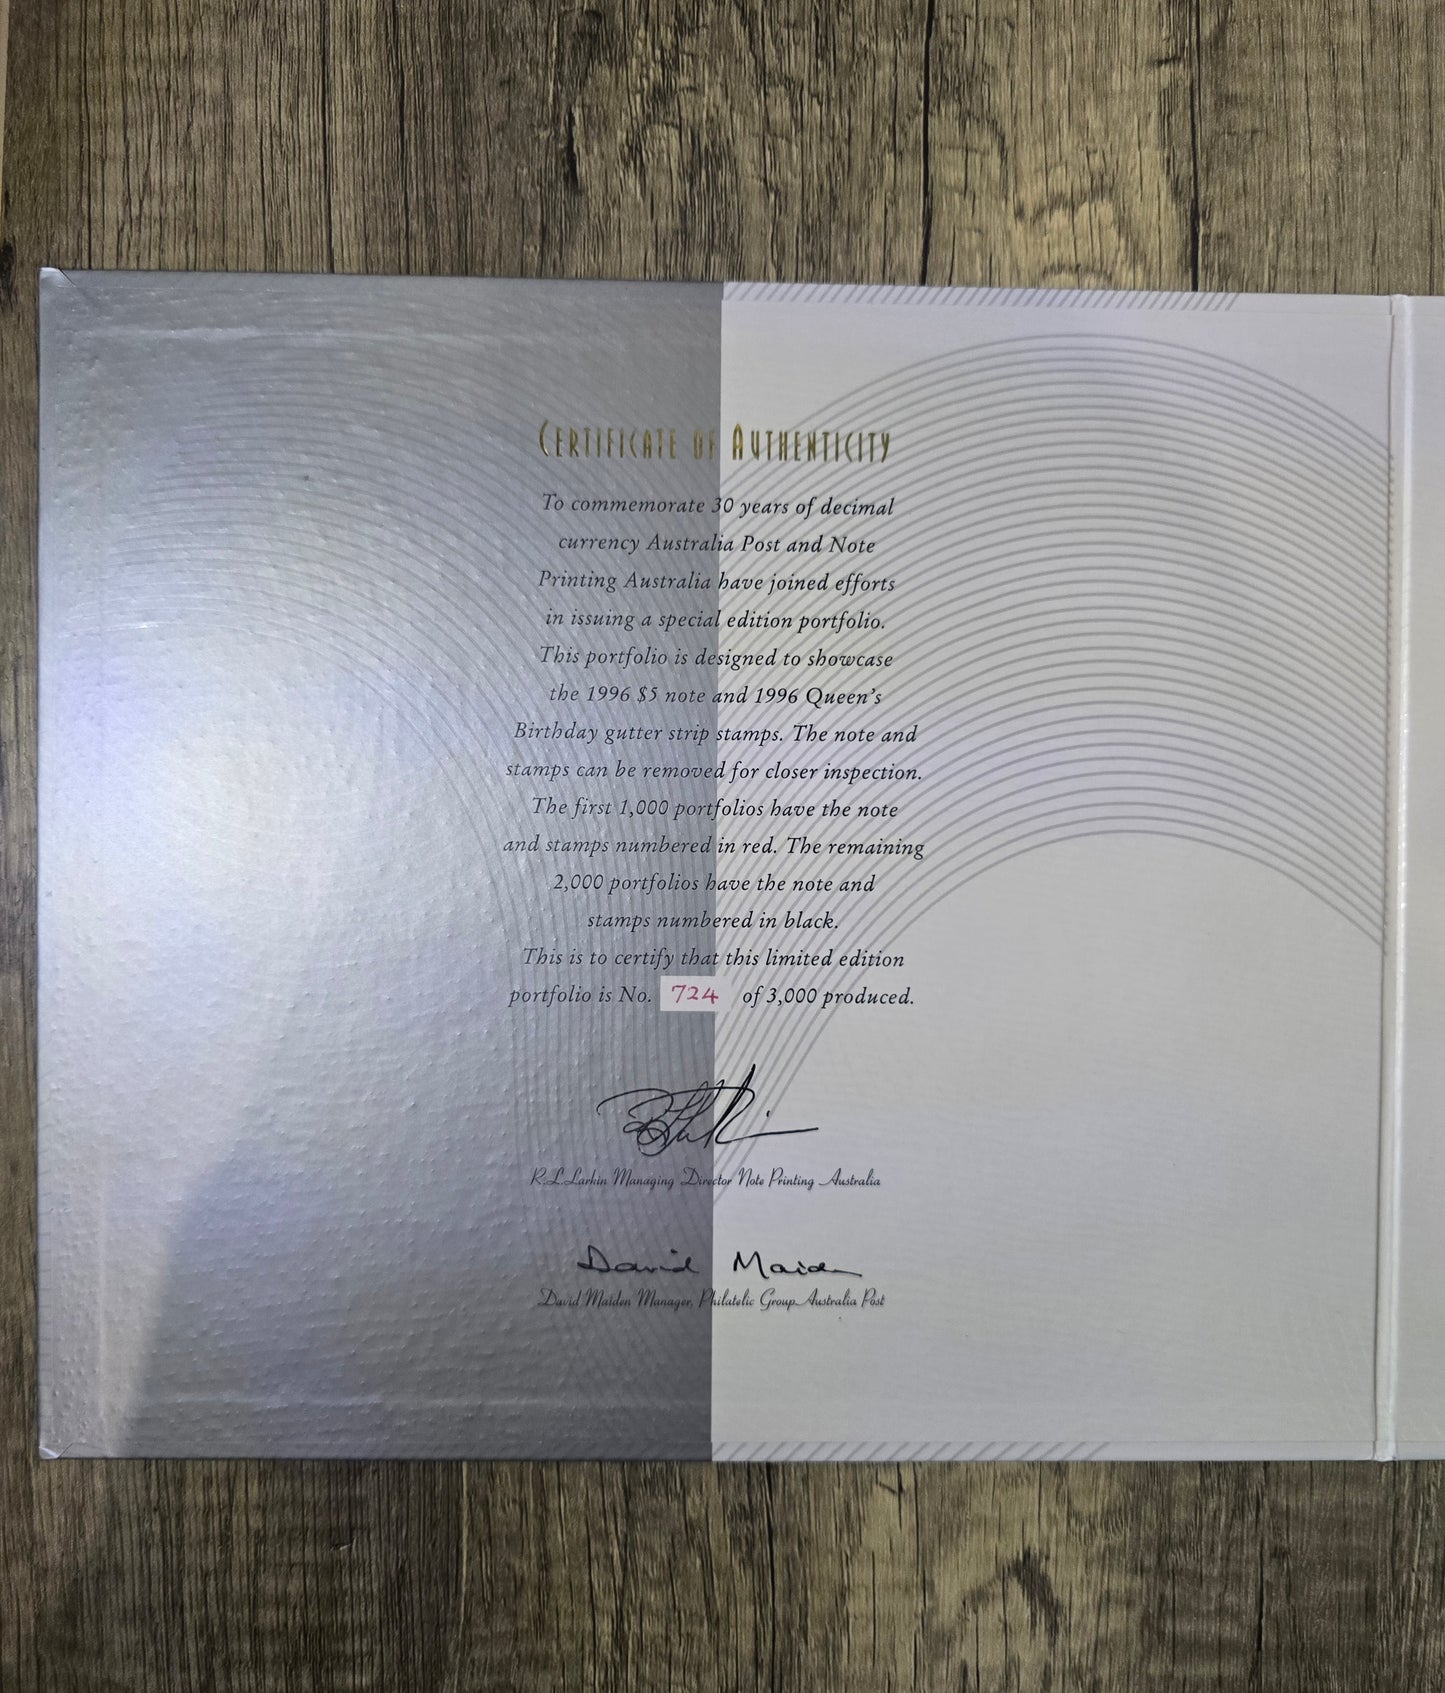 CERTIFICATE OF AUTHENTICITY
To commemorate 30 years of decimal
currency Australia Post and Note
Printing Australia have joined efforts
in issuing a special edition portfolio.
This portfolio is designed to showcase
the 1996 $5 note and 1996 Queen's
Birthday gutter strip stamps. The note and
stamps can be removed for closer inspection.
The first 1,000 portfolios have the note
and stamps numbered in red. The remaining
2,000 portfolios have the note and
stamps numbered in black.
This is to certify that this limited edition
portfolio is No. 724 of 3,000 produced.
R.L.Larkin Managing Director Note Printing Australia
David Maiden
David Maiden Manager, Philatelic Group Australia Post